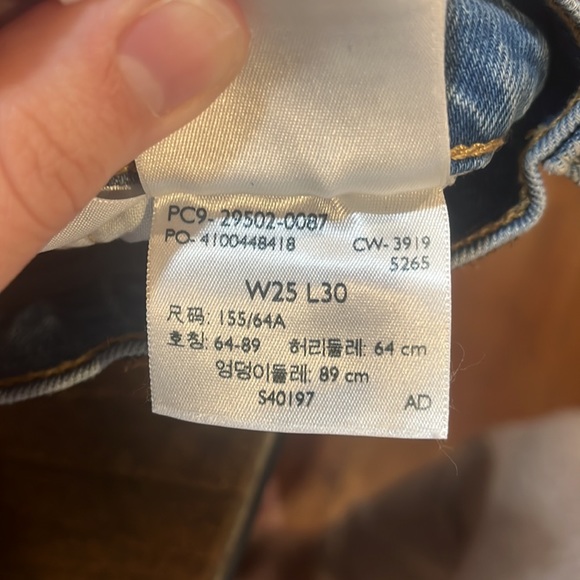 PC9- 29502-0087
PO- 4100448418 CW- 3919
5265
W25 L30
尺码: 155/64A
호칭: 64-89 허리둘레: 64 cm
엉덩이둘레: 89 cm
S40197 AD